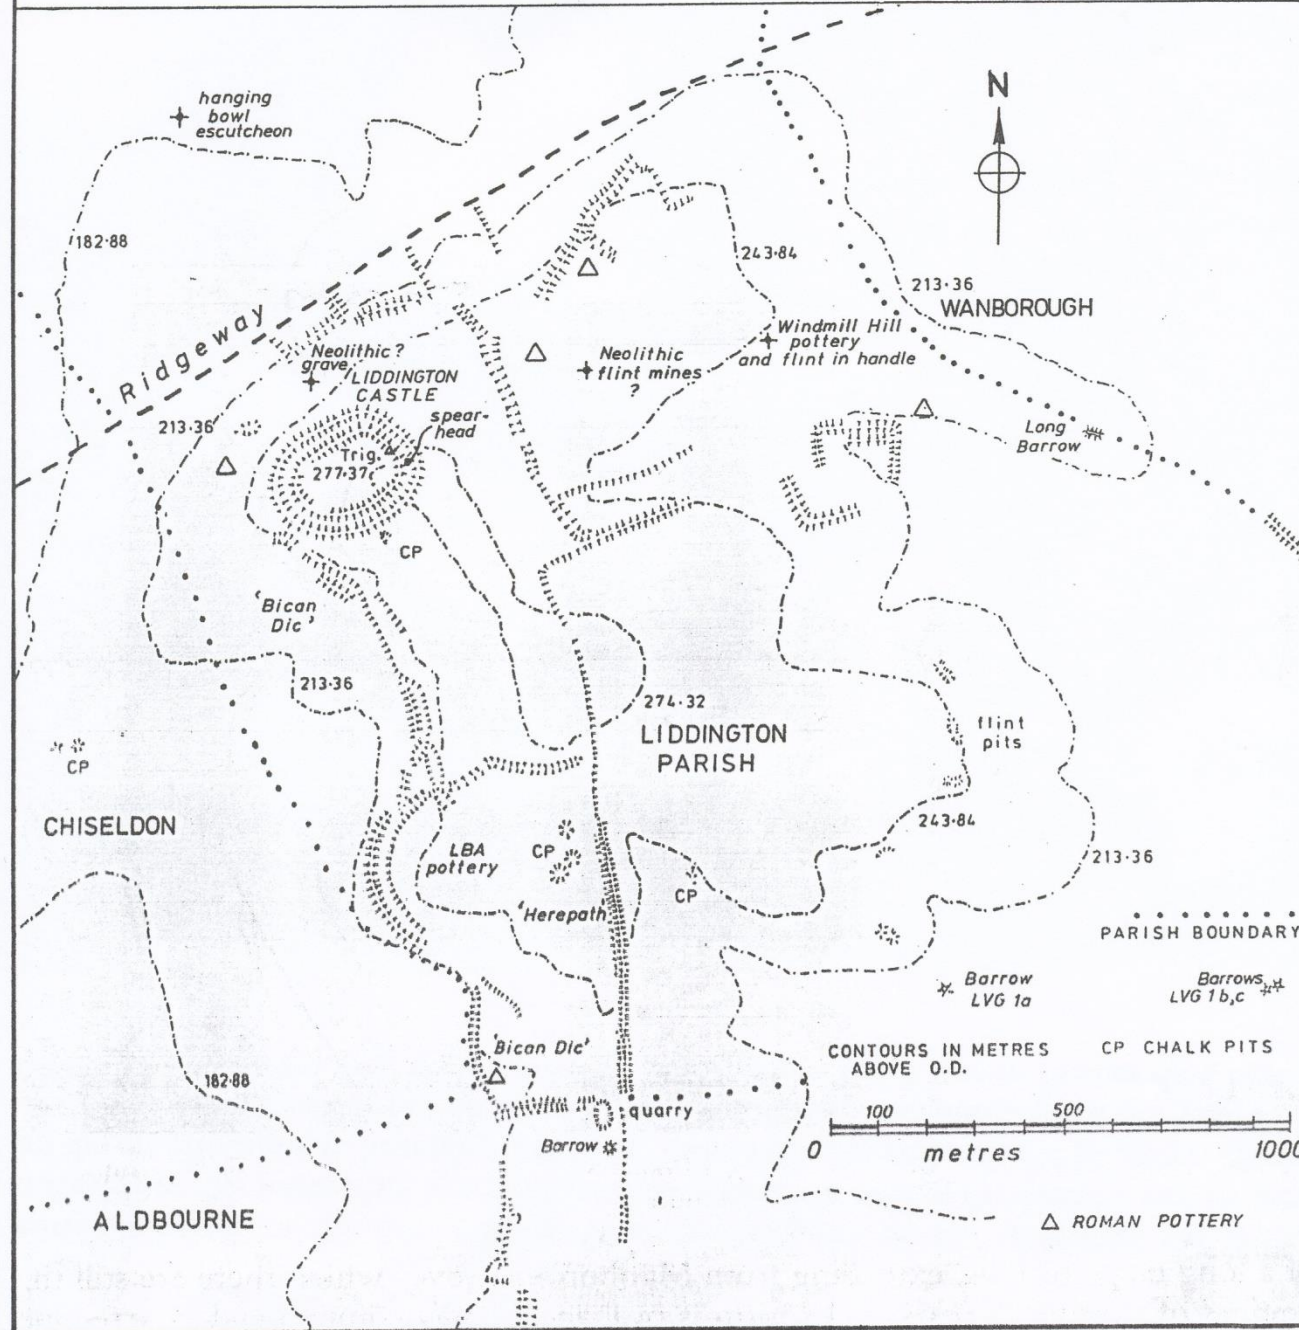 hanging
bowl
escutcheon
N
182·88
243·84
213·36
WANBOROUGH
Ridgeway
Neolithic?
grave
LIDDINGTON
CASTLE
Neolithic
flint mines
?
Windmill Hill
pottery
and flint in handle
213·36
spear-
head
Trig.
277·37
Long
Barrow
CP
'Bican
Dic'
213·36
274·32
LIDDINGTON
PARISH
flint
pits
CP
CHISELDON
243·84
213·36
LBA
pottery
CP
CP
'Herepath'
PARISH BOUNDARY
Barrow
LVG 1a
Barrows
LVG 1 b,c
'Bican Dic'
CONTOURS IN METRES
ABOVE O.D.
CP CHALK PITS
182·88
quarry
100 500
Barrow
0 metres 1000
ALDBOURNE
ROMAN POTTERY